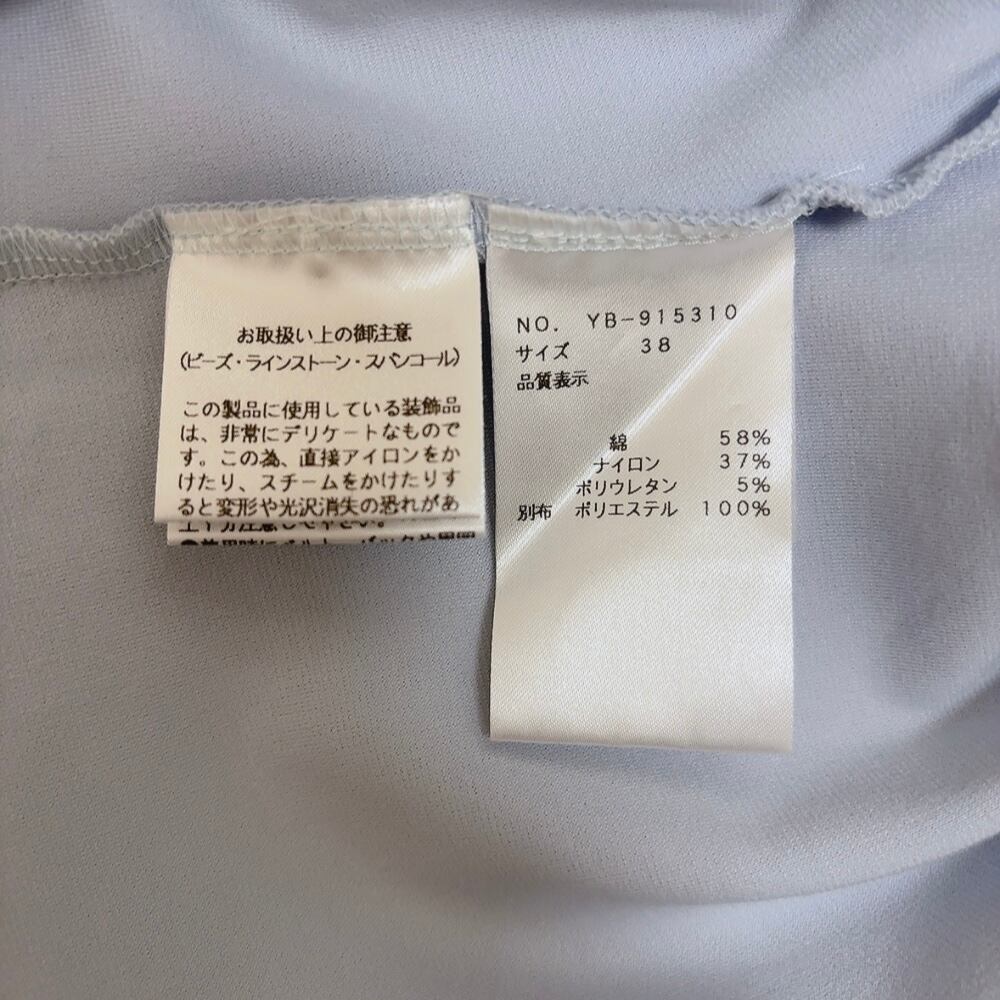 お取扱い上の御注意
(ビーズ・ラインストーン・スパンコール)
この製品に使用している装飾品
は、非常にデリケートなもので
す。この為、直接アイロンをか
けたり、スチームをかけたりす
ると変形や光沢消失の恐れがあ
NO. YB-915310
サイズ 38
品質表示
綿 58%
ナイロン 37%
ポリウレタン 5%
別布 ポリエステル 100%